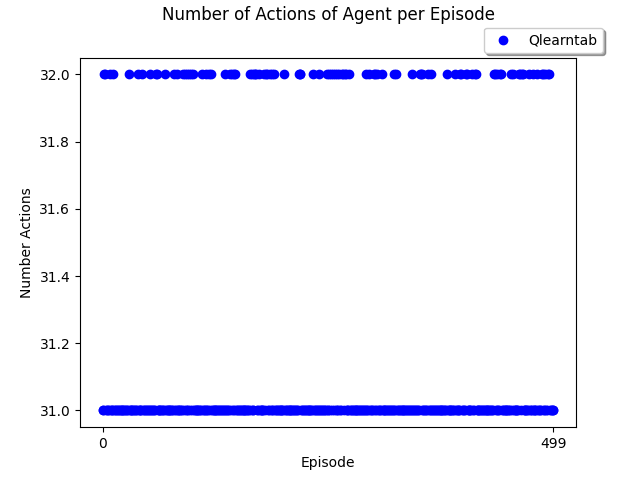 Number of Actions of Agent per Episode
Qlearntab
32.0
31.8
31.6
31.4
31.2
31.0
Number Actions
0 499
Episode